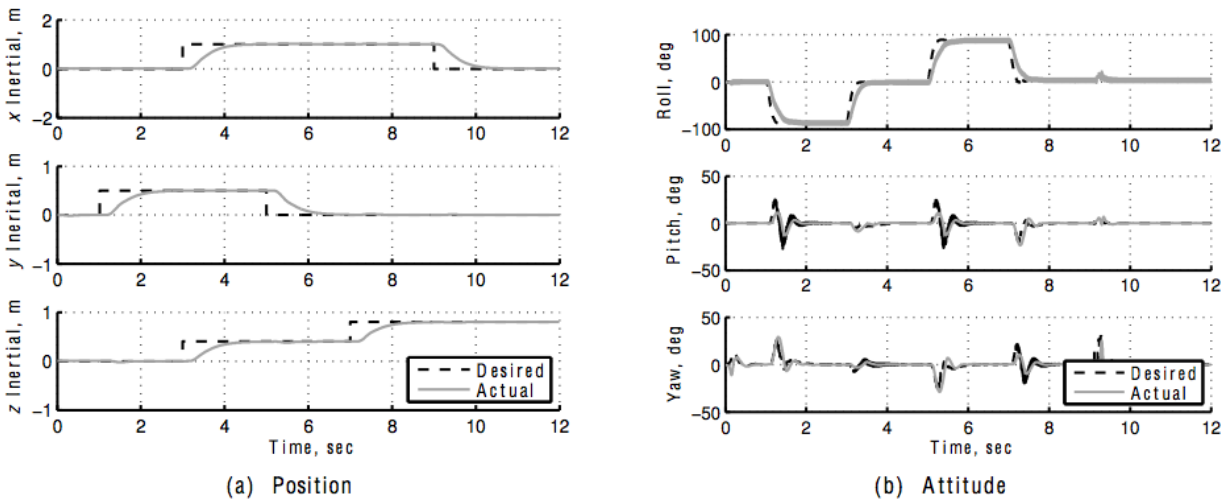 x Inertial, m
2
0
−2
0 2 4 6 8 10 12
y Inerital, m
1
0
−1
0 2 4 6 8 10 12
z Inertial, m
1
0
−1
0 2 4 6 8 10 12
Desired
Actual
Time, sec
(a) Position
Roll, deg
100
0
−100
0 2 4 6 8 10 12
Pitch, deg
50
0
−50
0 2 4 6 8 10 12
Yaw, deg
50
0
−50
0 2 4 6 8 10 12
Desired
Actual
Time, sec
(b) Attitude